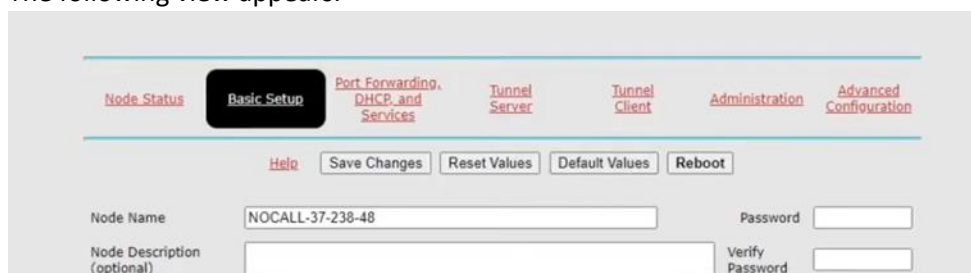 The following view appears:
Node Status
Basic Setup
Port Forwarding,
DHCP, and
Services
Tunnel
Server
Tunnel
Client
Administration
Advanced
Configuration
Help Save Changes Reset Values Default Values Reboot
Node Name NOCALL-37-238-48 Password
Node Description
(optional)
Verify
Password